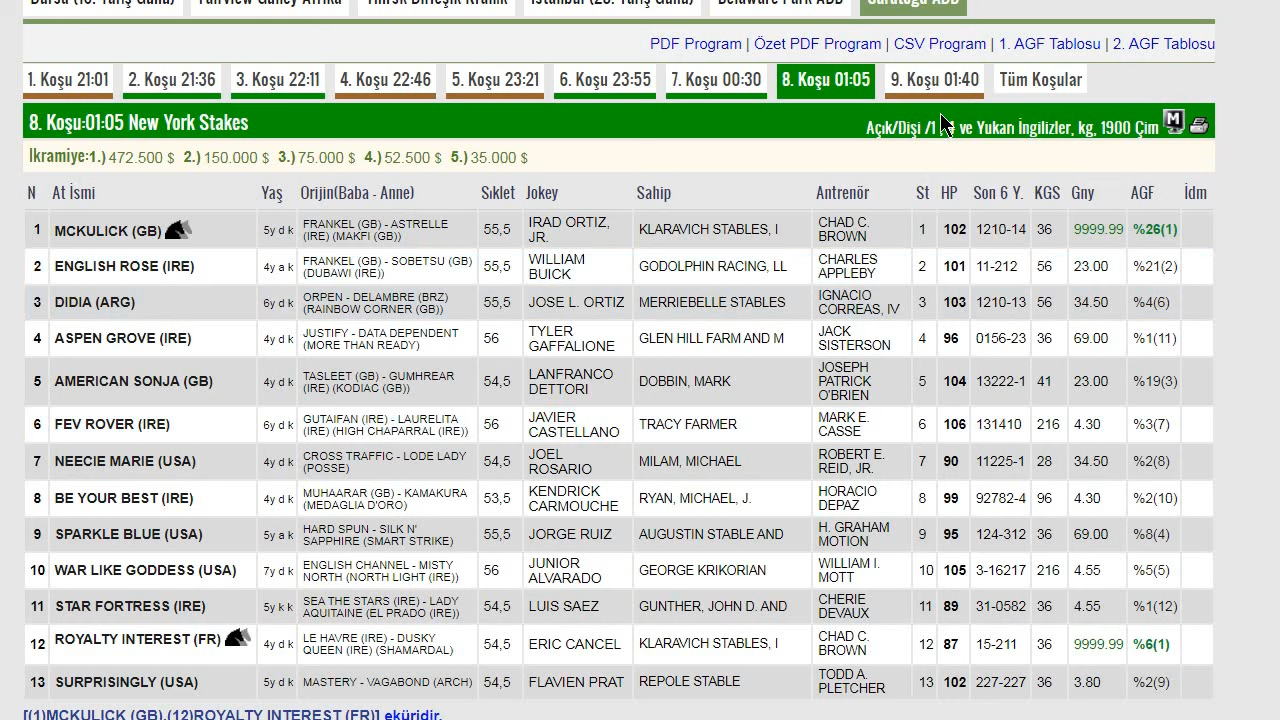 Bursa (10. Yarış Günü) Fairview Güney Afrika Thirsk Birleşik Krallık İstanbul (23. Yarış Günü) Delaware Park ABD Saratoga ABD
PDF Program | Özet PDF Program | CSV Program | 1. AGF Tablosu | 2. AGF Tablosu
1. Koşu 21:01 2. Koşu 21:36 3. Koşu 22:11 4. Koşu 22:46 5. Koşu 23:21 6. Koşu 23:55 7. Koşu 00:30 8. Koşu 01:05 9. Koşu 01:40 Tüm Koşular
8. Koşu:01:05 New York Stakes
Açık/Dişi /1 ve Yukarı İngilizler, kg, 1900 Çim M
İkramiye:1.) 472.500 $ 2.) 150.000 $ 3.) 75.000 $ 4.) 52.500 $ 5.) 35.000 $
N At İsmi Yaş Orijin(Baba - Anne) Sıklet Jokey Sahip Antrenör St HP Son 6 Y. KGS Gny AGF İdm
1 MCKULICK (GB) 5y d k FRANKEL (GB) - ASTRELLE (IRE) (MAKFI (GB)) 55,5 IRAD ORTIZ, JR. KLARAVICH STABLES, I CHAD C. BROWN 1 102 1210-14 36 9999.99 %26(1)
2 ENGLISH ROSE (IRE) 4y a k FRANKEL (GB) - SOBETSU (GB) (DUBAWI (IRE)) 55,5 WILLIAM BUICK GODOLPHIN RACING, LL CHARLES APPLEBY 2 101 11-212 56 23.00 %21(2)
3 DIDIA (ARG) 6y d k ORPEN - DELAMBRE (BRZ) (RAINBOW CORNER (GB)) 55,5 JOSE L. ORTIZ MERRIEBELLE STABLES IGNACIO CORREAS, IV 3 103 1210-13 56 34.50 %4(6)
4 ASPEN GROVE (IRE) 4y d k JUSTIFY - DATA DEPENDENT (MORE THAN READY) 56 TYLER GAFFALIONE GLEN HILL FARM AND M JACK SISTERSON 4 96 0156-23 36 69.00 %1(11)
5 AMERICAN SONJA (GB) 4y d k TASLEET (GB) - GUMHREAR (IRE) (KODIAC (GB)) 54,5 LANFRANCO DETTORI DOBBIN, MARK JOSEPH PATRICK O'BRIEN 5 104 13222-1 41 23.00 %19(3)
6 FEV ROVER (IRE) 6y d k GUTAIFAN (IRE) - LAURELITA (IRE) (HIGH CHAPARRAL (IRE)) 56 JAVIER CASTELLANO TRACY FARMER MARK E. CASSE 6 106 131410 216 4.30 %3(7)
7 NEECIE MARIE (USA) 4y d k CROSS TRAFFIC - LODE LADY (POSSE) 54,5 JOEL ROSARIO MILAM, MICHAEL ROBERT E. REID, JR. 7 90 11225-1 28 34.50 %2(8)
8 BE YOUR BEST (IRE) 4y d k MUHAARAR (GB) - KAMAKURA (MEDAGLIA D'ORO) 53,5 KENDRICK CARMOUCHE RYAN, MICHAEL, J. HORACIO DEPAZ 8 99 92782-4 96 4.30 %2(10)
9 SPARKLE BLUE (USA) 5y a k HARD SPUN - SILK N' SAPPHIRE (SMART STRIKE) 55,5 JORGE RUIZ AUGUSTIN STABLE AND H. GRAHAM MOTION 9 95 124-312 36 69.00 %8(4)
10 WAR LIKE GODDESS (USA) 7y d k ENGLISH CHANNEL - MISTY NORTH (NORTH LIGHT (IRE)) 56 JUNIOR ALVARADO GEORGE KRIKORIAN WILLIAM I. MOTT 10 105 3-16217 216 4.55 %5(5)
11 STAR FORTRESS (IRE) 5y k k SEA THE STARS (IRE) - LADY AQUITAINE (EL PRADO (IRE)) 54,5 LUIS SAEZ GUNTHER, JOHN D. AND CHERIE DEVAUX 11 89 31-0582 36 4.55 %1(12)
12 ROYALTY INTEREST (FR) 4y d k LE HAVRE (IRE) - DUSKY QUEEN (IRE) (SHAMARDAL) 54,5 ERIC CANCEL KLARAVICH STABLES, I CHAD C. BROWN 12 87 15-211 36 9999.99 %6(1)
13 SURPRISINGLY (USA) 5y d k MASTERY - VAGABOND (ARCH) 54,5 FLAVIEN PRAT REPOLE STABLE TODD A. PLETCHER 13 102 227-227 36 3.80 %2(9)
[(1)MCKULICK (GB),(12)ROYALTY INTEREST (FR)] eküridir.